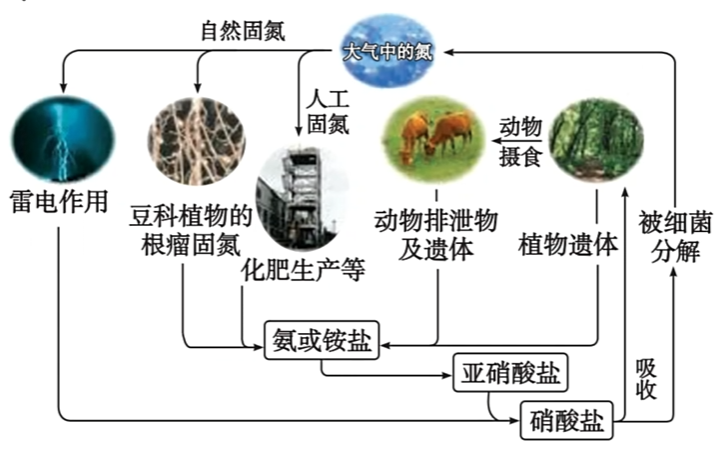 自然固氮
大气中的氮
人工
固氮
动物
摄食
雷电作用
豆科植物的
根瘤固氮
化肥生产等
动物排泄物
及遗体
植物遗体
被细菌
分解
氨或铵盐
亚硝酸盐
吸
收
硝酸盐